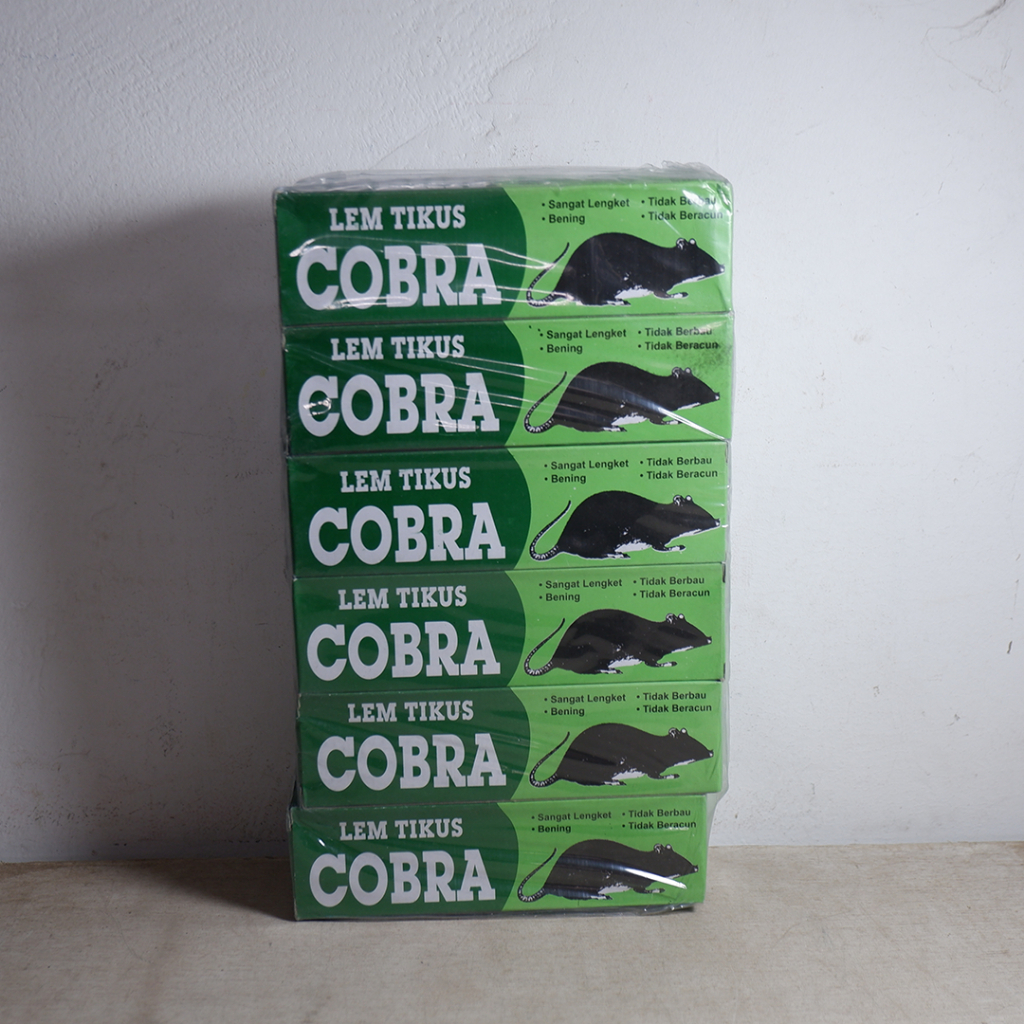 LEM TIKUS
COBRA
• Sangat Lengket • Tidak Berbau
• Bening • Tidak Beracun
LEM TIKUS
COBRA
• Sangat Lengket • Tidak Berbau
• Bening • Tidak Beracun
LEM TIKUS
COBRA
• Sangat Lengket • Tidak Berbau
• Bening • Tidak Beracun
LEM TIKUS
COBRA
• Sangat Lengket • Tidak Berbau
• Bening • Tidak Beracun
LEM TIKUS
COBRA
• Sangat Lengket • Tidak Berbau
• Bening • Tidak Beracun
LEM TIKUS
COBRA
• Sangat Lengket • Tidak Berbau
• Bening • Tidak Beracun